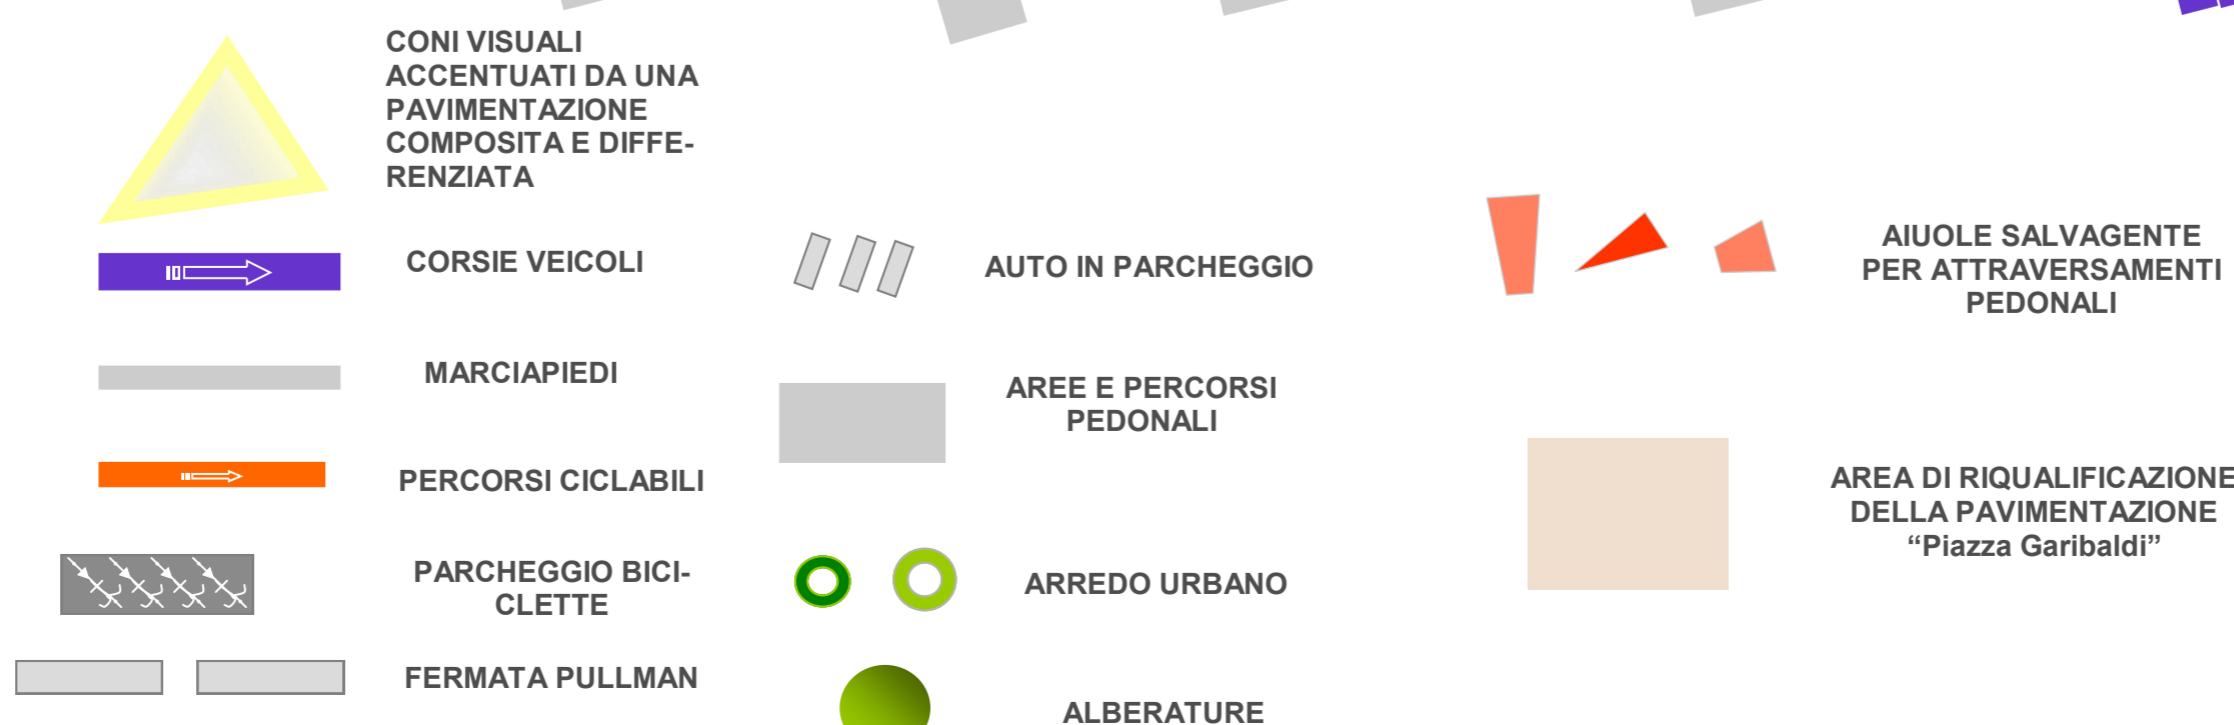 CONI VISUALI
ACCENTUATI DA UNA
PAVIMENTAZIONE
COMPOSITA E DIFFE-
RENZIATA
CORSIE VEICOLI
MARCIAPIEDI
PERCORSI CICLABILI
PARCHEGGIO BICI-
CLETTE
FERMATA PULLMAN
AUTO IN PARCHEGGIO
AREE E PERCORSI
PEDONALI
ARREDO URBANO
ALBERATURE
AIUOLE SALVAGENTE
PER ATTRAVERSAMENTI
PEDONALI
AREA DI RIQUALIFICAZIONE
DELLA PAVIMENTAZIONE
“Piazza Garibaldi”